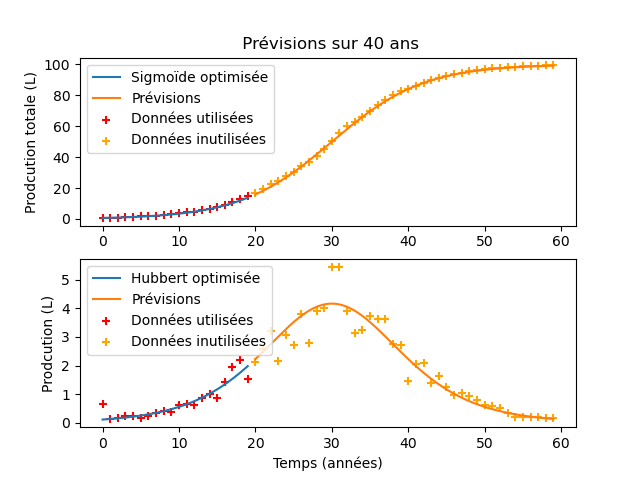 Prévisions sur 40 ans
Prodcution totale (L)
100
80
60
40
20
0
Sigmoïde optimisée
Prévisions
Données utilisées
Données inutilisées
0 10 20 30 40 50 60
Prodcution (L)
5
4
3
2
1
0
Hubbert optimisée
Prévisions
Données utilisées
Données inutilisées
0 10 20 30 40 50 60
Temps (années)